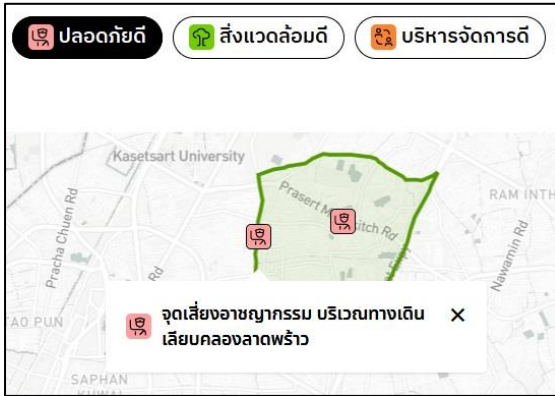 ปลอดภัยดี
สิ่งแวดล้อมดี
บริหารจัดการดี
Kasetsart University
Pracha Chuen Rd
Prasert M
kitch Rd
RAM INTH
Nawamin Rd
Rd
TAO PUN
จุดเสี่ยงอาชญากรรม บริเวณทางเดิน
เลียบคลองลาดพร้าว
SAPHAN